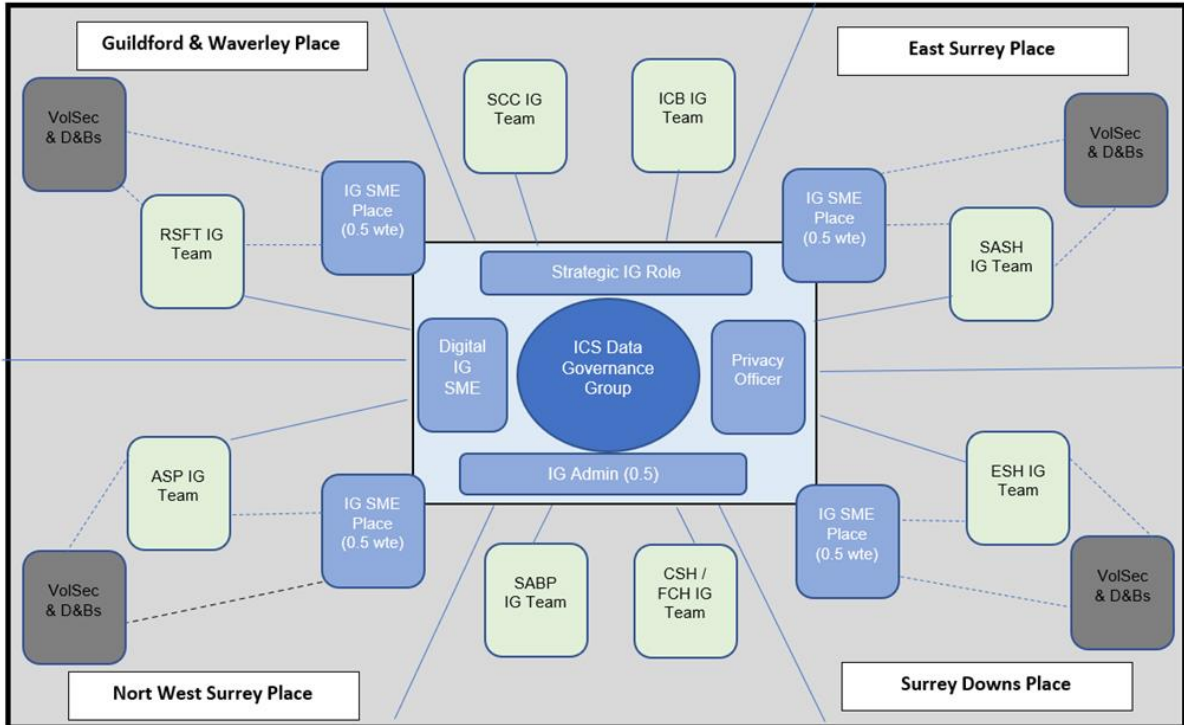 Guildford & Waverley Place
East Surrey Place
SCC IG
Team
ICB IG
Team
VolSec
& D&Bs
VolSec
& D&Bs
IG SME
Place
(0.5 wte)
IG SME
Place
(0.5 wte)
RSFT IG
Team
SASH
IG Team
Strategic IG Role
Digital
IG
SME
ICS Data
Governance
Group
Privacy
Officer
IG Admin (0.5)
ASP IG
Team
ESH IG
Team
IG SME
Place
(0.5 wte)
IG SME
Place
(0.5 wte)
VolSec
& D&Bs
SABP
IG Team
CSH /
FCH IG
Team
VolSec
& D&Bs
Nort West Surrey Place
Surrey Downs Place